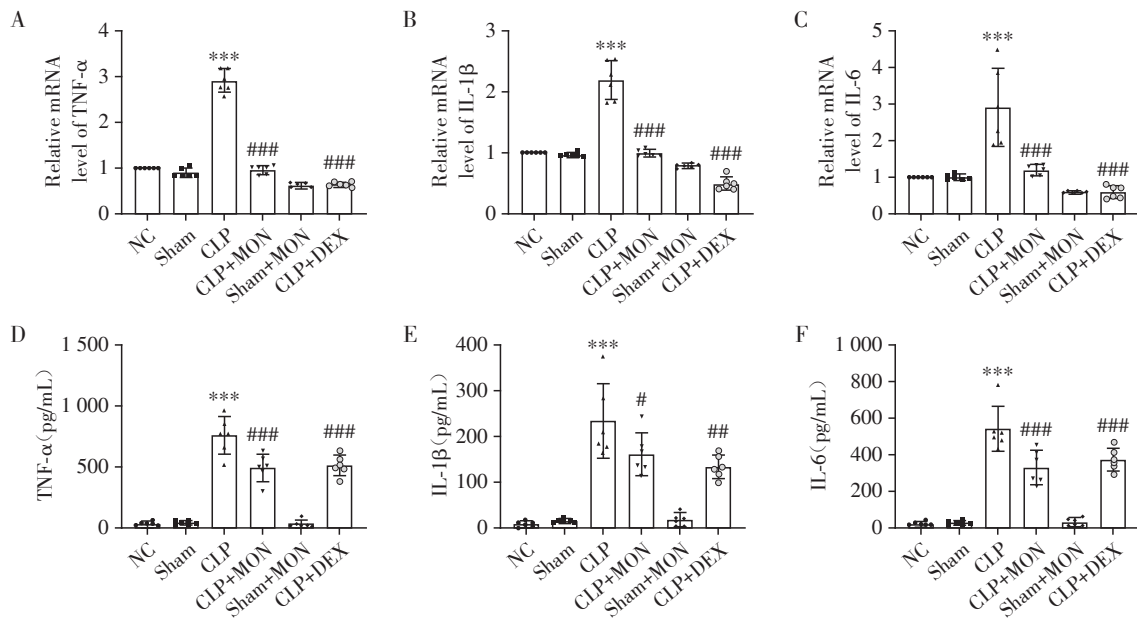 A
Relative mRNA
level of TNF-α
4
3
2
1
0
***
###
###
NC
Sham
CLP
CLP+MON
Sham+MON
CLP+DEX
B
Relative mRNA
level of IL-1β
3
2
1
0
***
###
###
NC
Sham
CLP
CLP+MON
Sham+MON
CLP+DEX
C
Relative mRNA
level of IL-6
5
4
3
2
1
0
***
###
###
NC
Sham
CLP
CLP+MON
Sham+MON
CLP+DEX
D
TNF-α(pg/mL)
1 500
1 000
500
0
***
###
###
NC
Sham
CLP
CLP+MON
Sham+MON
CLP+DEX
E
IL-1β(pg/mL)
400
300
200
100
0
***
#
##
NC
Sham
CLP
CLP+MON
Sham+MON
CLP+DEX
F
IL-6(pg/mL)
1 000
800
600
400
200
0
***
###
###
NC
Sham
CLP
CLP+MON
Sham+MON
CLP+DEX